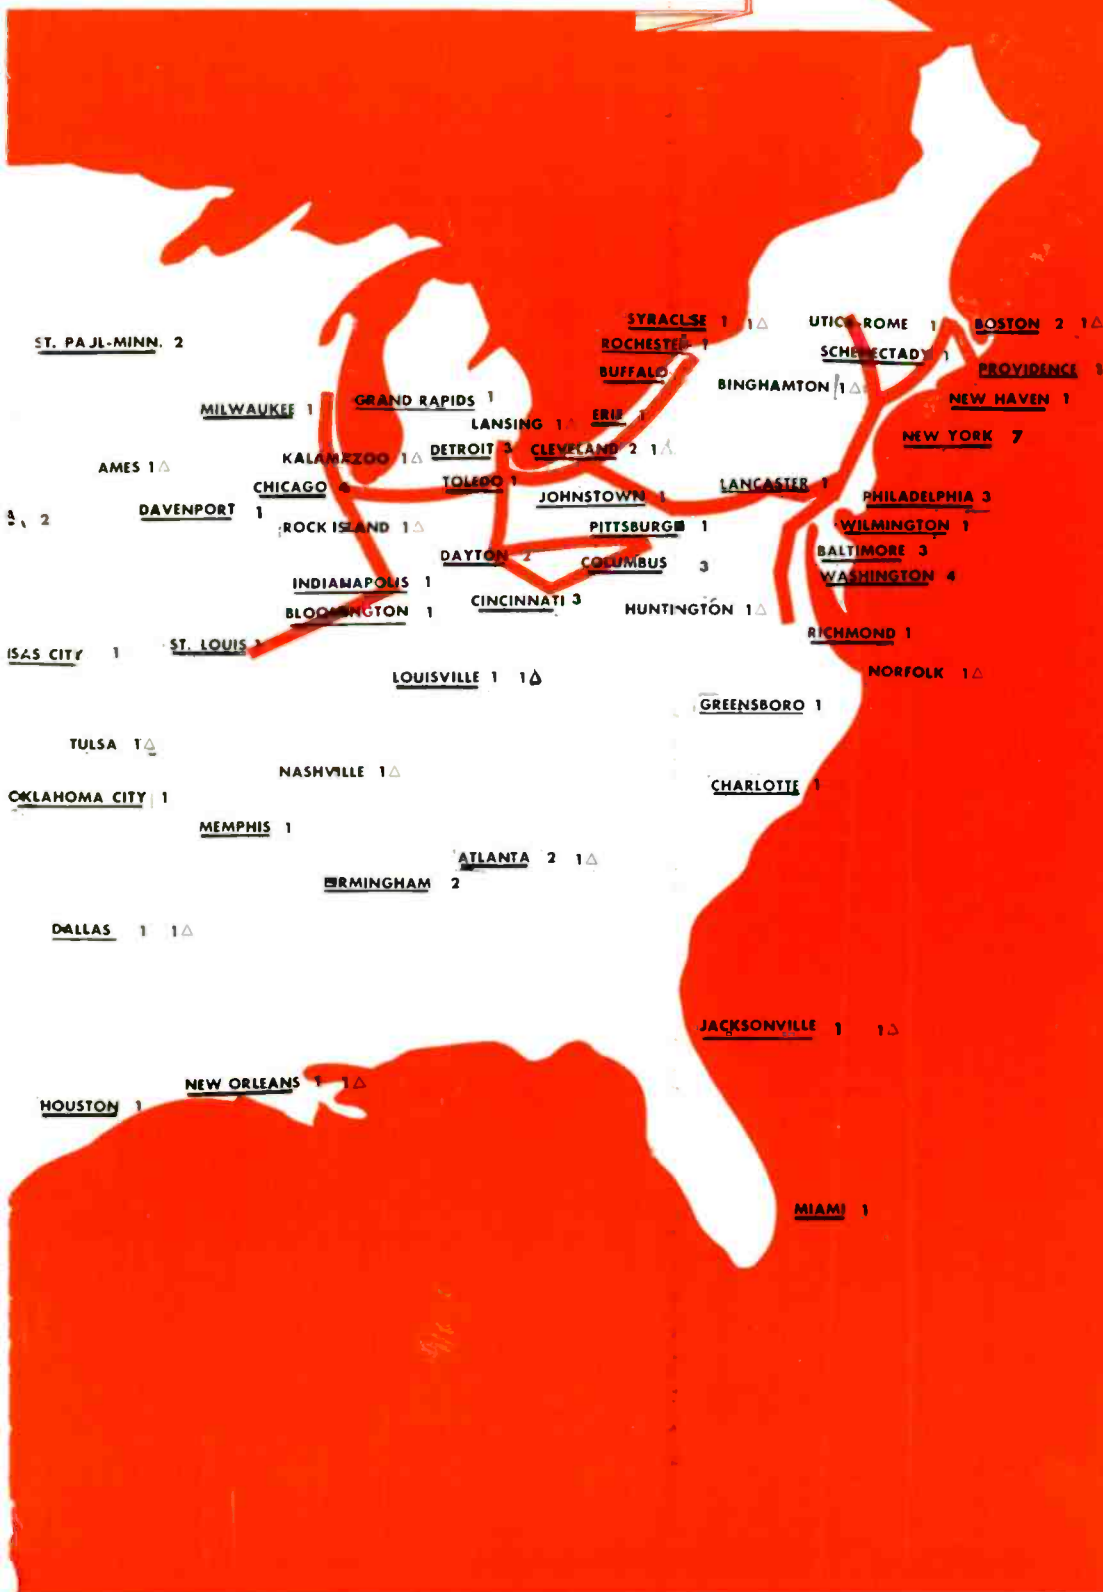 SYRACUSE 1 1△
UTICA-ROME 1
BOSTON 2 1△
ST. PAUL-MINN. 2
ROCHESTER 1
SCHENECTADY 1
BUFFALO
PROVIDENCE 1
BINGHAMTON 1△
GRAND RAPIDS 1
NEW HAVEN 1
MILWAUKEE 1
LANSING 1△
ERIE 1
NEW YORK 7
DETROIT 3
CLEVELAND 2 1△
KALAMAZOO 1△
AMES 1△
CHICAGO 4
TOLEDO 1
LANCASTER 1
JOHNSTOWN 1
PHILADELPHIA 3
DAVENPORT 1
2
ROCK ISLAND 1△
PITTSBURGH 1
WILMINGTON 1
DAYTON 2
COLUMBUS 3
BALTIMORE 3
WASHINGTON 4
INDIANAPOLIS 1
CINCINNATI 3
HUNTINGTON 1△
BLOOMINGTON 1
RICHMOND 1
ST. LOUIS 1
ISAS CITY 1
NORFOLK 1△
LOUISVILLE 1 1△
GREENSBORO 1
TULSA 1△
NASHVILLE 1△
CHARLOTTE 1
OKLAHOMA CITY 1
MEMPHIS 1
ATLANTA 2 1△
BIRMINGHAM 2
DALLAS 1 1△
JACKSONVILLE 1 1△
NEW ORLEANS 1 1△
HOUSTON 1
MIAMI 1